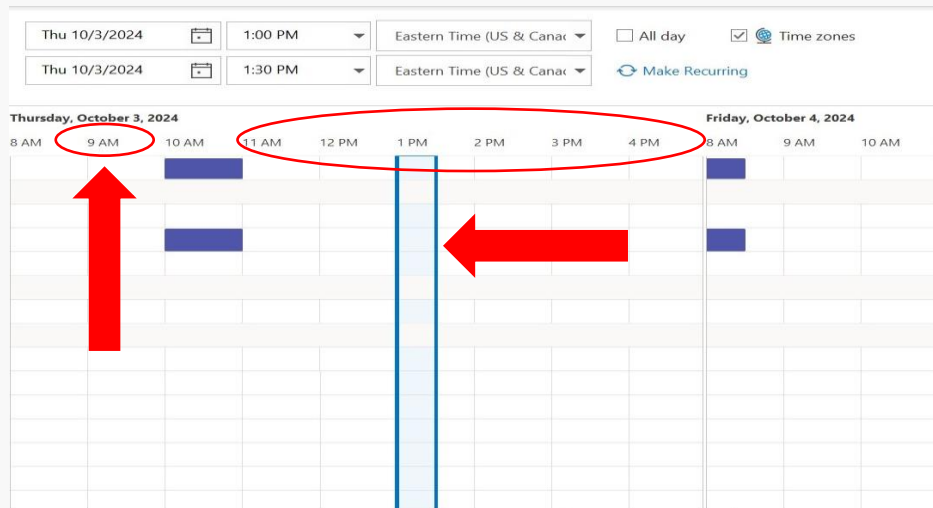 Thu 10/3/2024 1:00 PM Eastern Time (US & Canac All day Time zones
Thu 10/3/2024 1:30 PM Eastern Time (US & Canac Make Recurring
Thursday, October 3, 2024 Friday, October 4, 2024
8 AM 9 AM 10 AM 11 AM 12 PM 1 PM 2 PM 3 PM 4 PM 8 AM 9 AM 10 AM